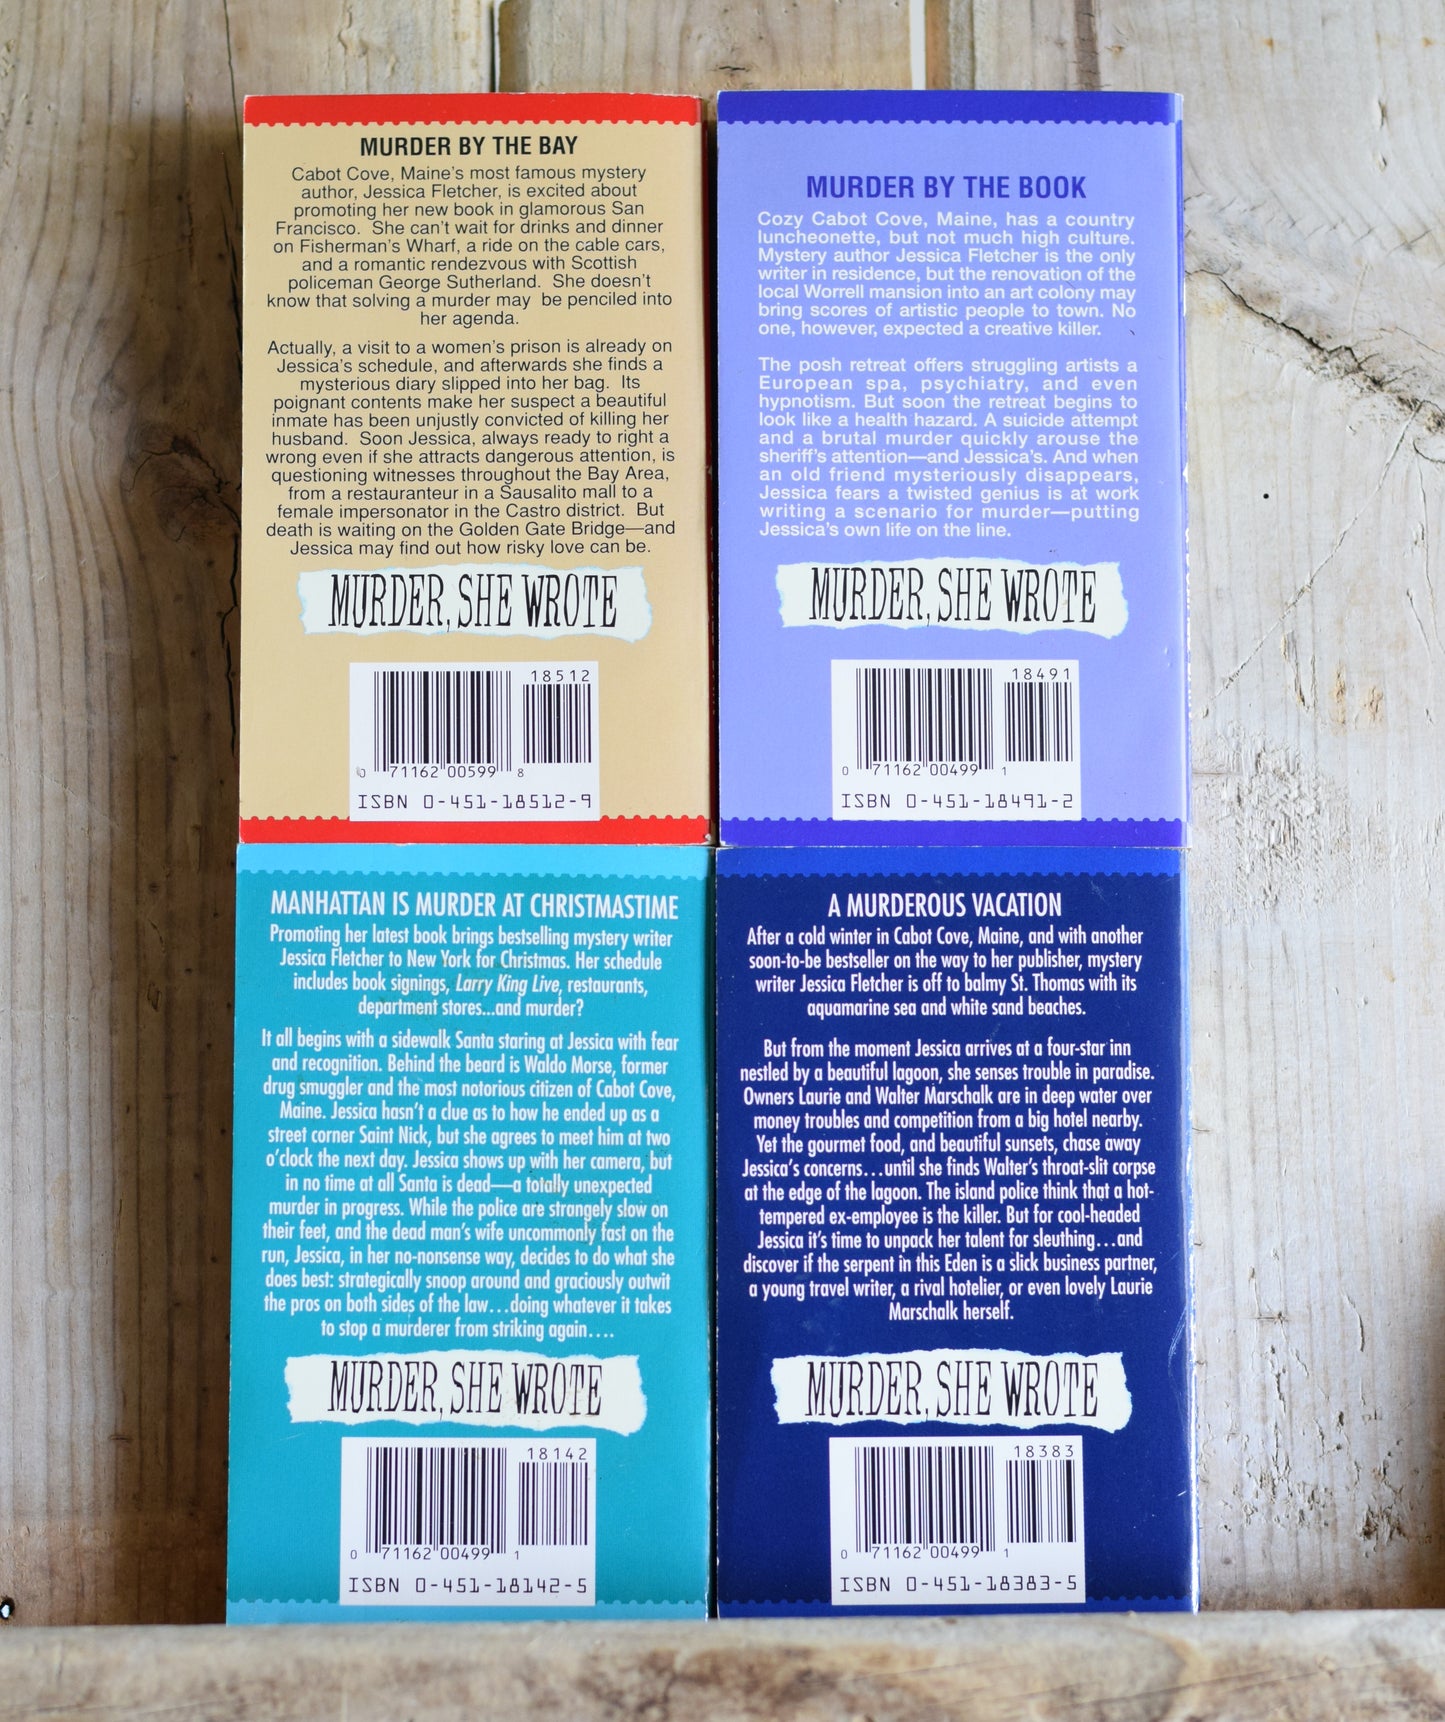 MURDER BY THE BAY
Cabot Cove, Maine's most famous mystery
author, Jessica Fletcher, is excited about
promoting her new book in glamorous San
Francisco. She can't wait for drinks and dinner
on Fisherman's Wharf, a ride on the cable cars,
and a romantic rendezvous with Scottish
policeman George Sutherland. She doesn't
know that solving a murder may be penciled into
her agenda.
Actually, a visit to a women's prison is already on
Jessica's schedule, and afterwards she finds a
mysterious diary slipped into her bag. Its
poignant contents make her suspect a beautiful
inmate has been unjustly convicted of killing her
husband. Soon Jessica, always ready to right a
wrong even if she attracts dangerous attention, is
questioning witnesses throughout the Bay Area,
from a restauranteur in a Sausalito mall to a
female impersonator in the Castro district. But
death is waiting on the Golden Gate Bridge—and
Jessica may find out how risky love can be.
MURDER, SHE WROTE
18512
0 71162 00599 8
ISBN 0-451-18512-9
MURDER BY THE BOOK
Cozy Cabot Cove, Maine, has a country
luncheonette, but not much high culture.
Mystery author Jessica Fletcher is the only
writer in residence, but the renovation of the
local Worrell mansion into an art colony may
bring scores of artistic people to town. No
one, however, expected a creative killer.
The posh retreat offers struggling artists a
European spa, psychiatry, and even
hypnotism. But soon the retreat begins to
look like a health hazard. A suicide attempt
and a brutal murder quickly arouse the
sheriff's attention—and Jessica's. And when
an old friend mysteriously disappears,
Jessica fears a twisted genius is at work
writing a scenario for murder—putting
Jessica's own life on the line.
MURDER, SHE WROTE
18491
0 71162 00499 1
ISBN 0-451-18491-2
MANHATTAN IS MURDER AT CHRISTMASTIME
Promoting her latest book brings bestselling mystery writer
Jessica Fletcher to New York for Christmas. Her schedule
includes book signings, Larry King Live, restaurants,
department stores...and murder?
It all begins with a sidewalk Santa staring at Jessica with fear
and recognition. Behind the beard is Waldo Morse, former
drug smuggler and the most notorious citizen of Cabot Cove,
Maine. Jessica hasn't a clue as to how he ended up as a
street corner Saint Nick, but she agrees to meet him at two
o'clock the next day. Jessica shows up with her camera, but
in no time at all Santa is dead—a totally unexpected
murder in progress. While the police are strangely slow on
their feet, and the dead man's wife uncommonly fast on the
run, Jessica, in her no-nonsense way, decides to do what she
does best: strategically snoop around and graciously outwit
the pros on both sides of the law...doing whatever it takes
to stop a murderer from striking again....
MURDER, SHE WROTE
18142
0 71162 00499 1
ISBN 0-451-18142-5
A MURDEROUS VACATION
After a cold winter in Cabot Cove, Maine, and with another
soon-to-be bestseller on the way to her publisher, mystery
writer Jessica Fletcher is off to balmy St. Thomas with its
aquamarine sea and white sand beaches.
But from the moment Jessica arrives at a four-star inn
nestled by a beautiful lagoon, she senses trouble in paradise.
Owners Laurie and Walter Marschalk are in deep water over
money troubles and competition from a big hotel nearby.
Yet the gourmet food, and beautiful sunsets, chase away
Jessica's concerns...until she finds Walter's throat-slit corpse
at the edge of the lagoon. The island police think that a hot-
tempered ex-employee is the killer. But for cool-headed
Jessica it's time to unpack her talent for sleuthing...and
discover if the serpent in this Eden is a slick business partner,
a young travel writer, a rival hotelier, or even lovely Laurie
Marschalk herself.
MURDER, SHE WROTE
18383
0 71162 00499 1
ISBN 0-451-18383-5